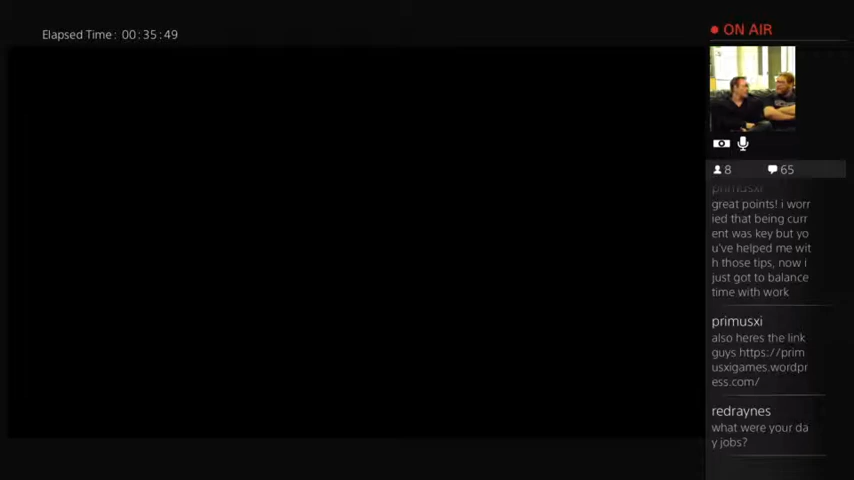 Elapsed Time: 00:35:49
ON AIR
8 65
primusxi
great points! i worr
ied that being curr
ent was key but yo
u've helped me wit
h those tips, now i
just got to balance
time with work
primusxi
also heres the link
guys https://prim
usxigames.wordpr
ess.com/
redraynes
what were your da
y jobs?